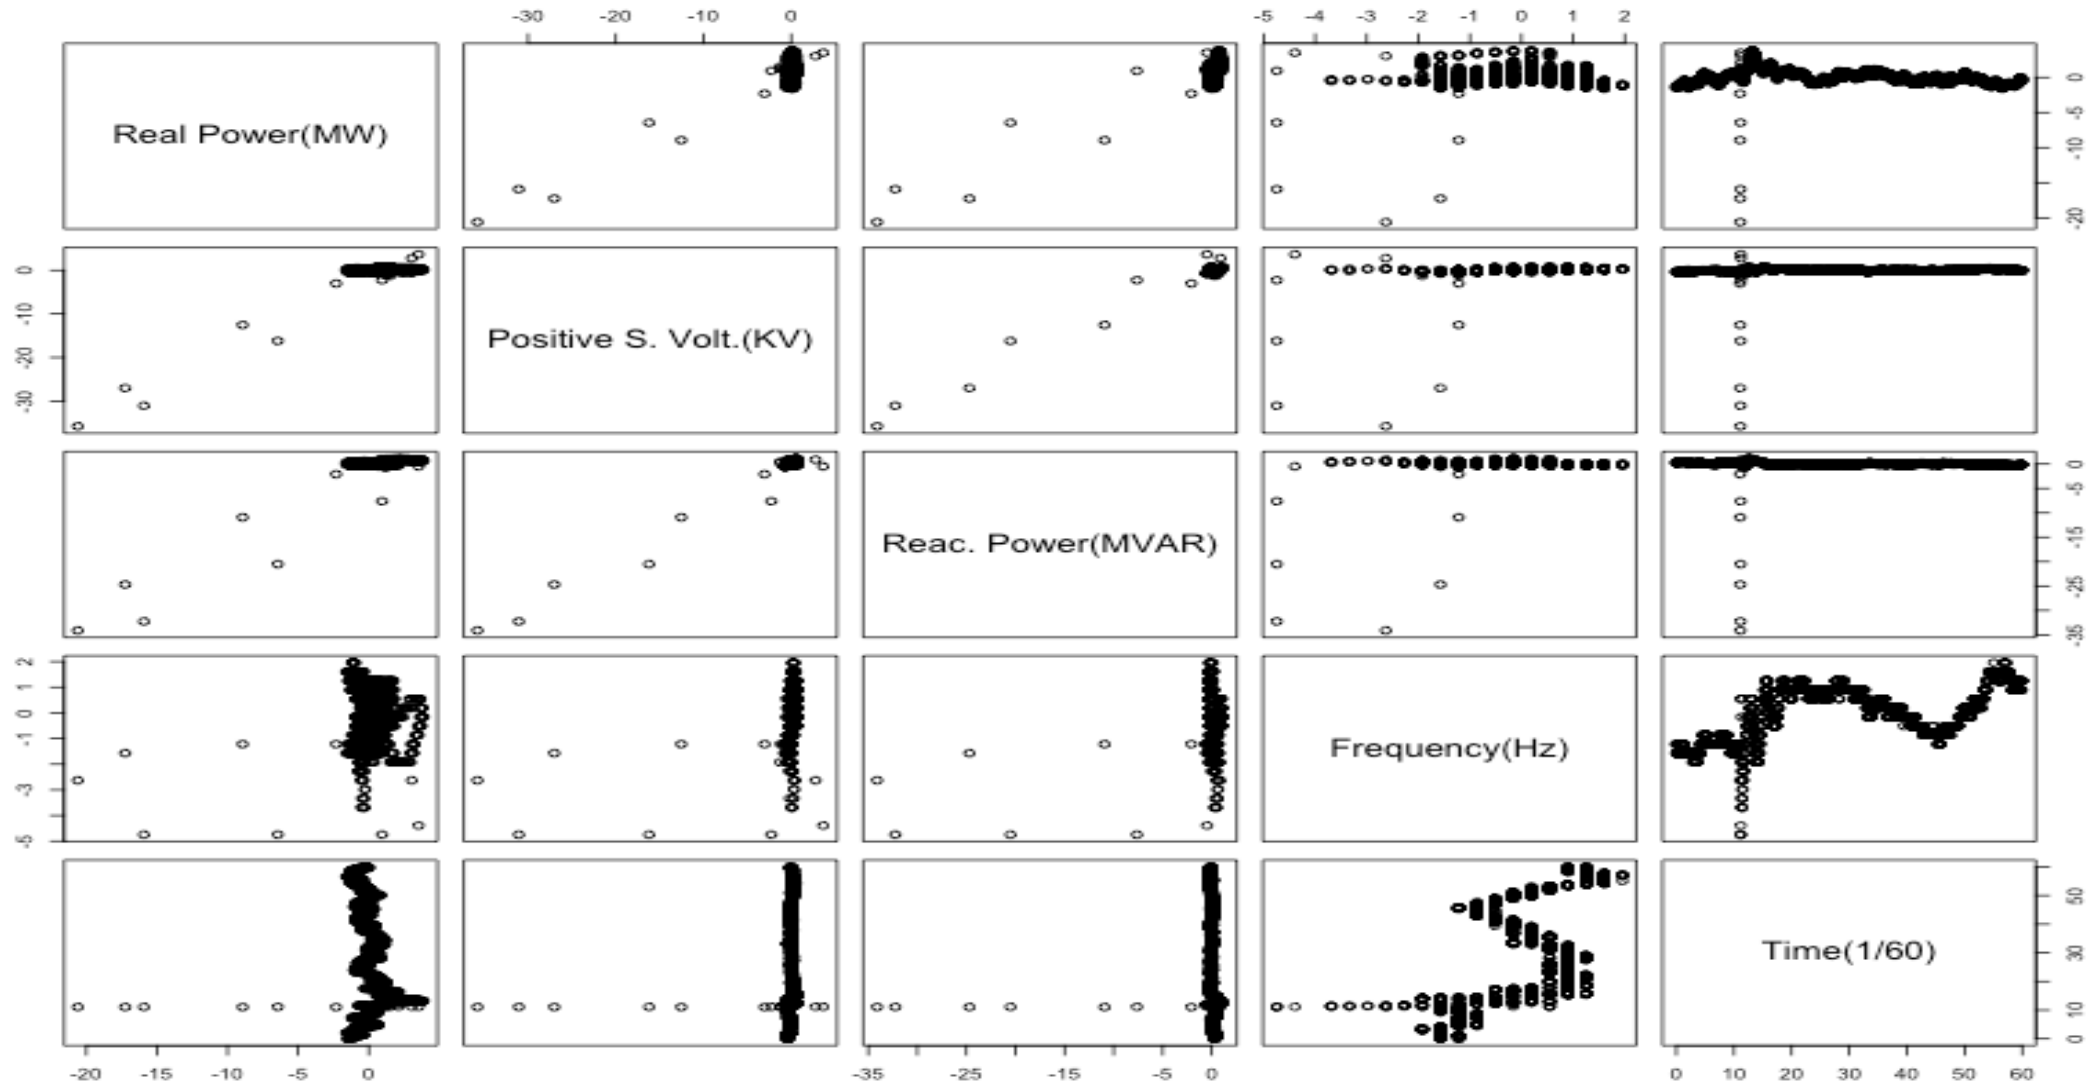 -30 -10 0 -5 -4 -3 -2 -1 0 1 2
Real Power(MW)
0 -5 -10 -20
0 -10 -20 -30
Positive S. Volt.(KV)
Reac. Power(MVAR)
0 -5 -15 -25 -35
2 1 0 -1 -3 -5
Frequency(Hz)
Time(1/60)
50 30 10 0
-20 -15 -10 -5 0 -35 -25 -15 -5 0 0 10 20 30 40 50 60